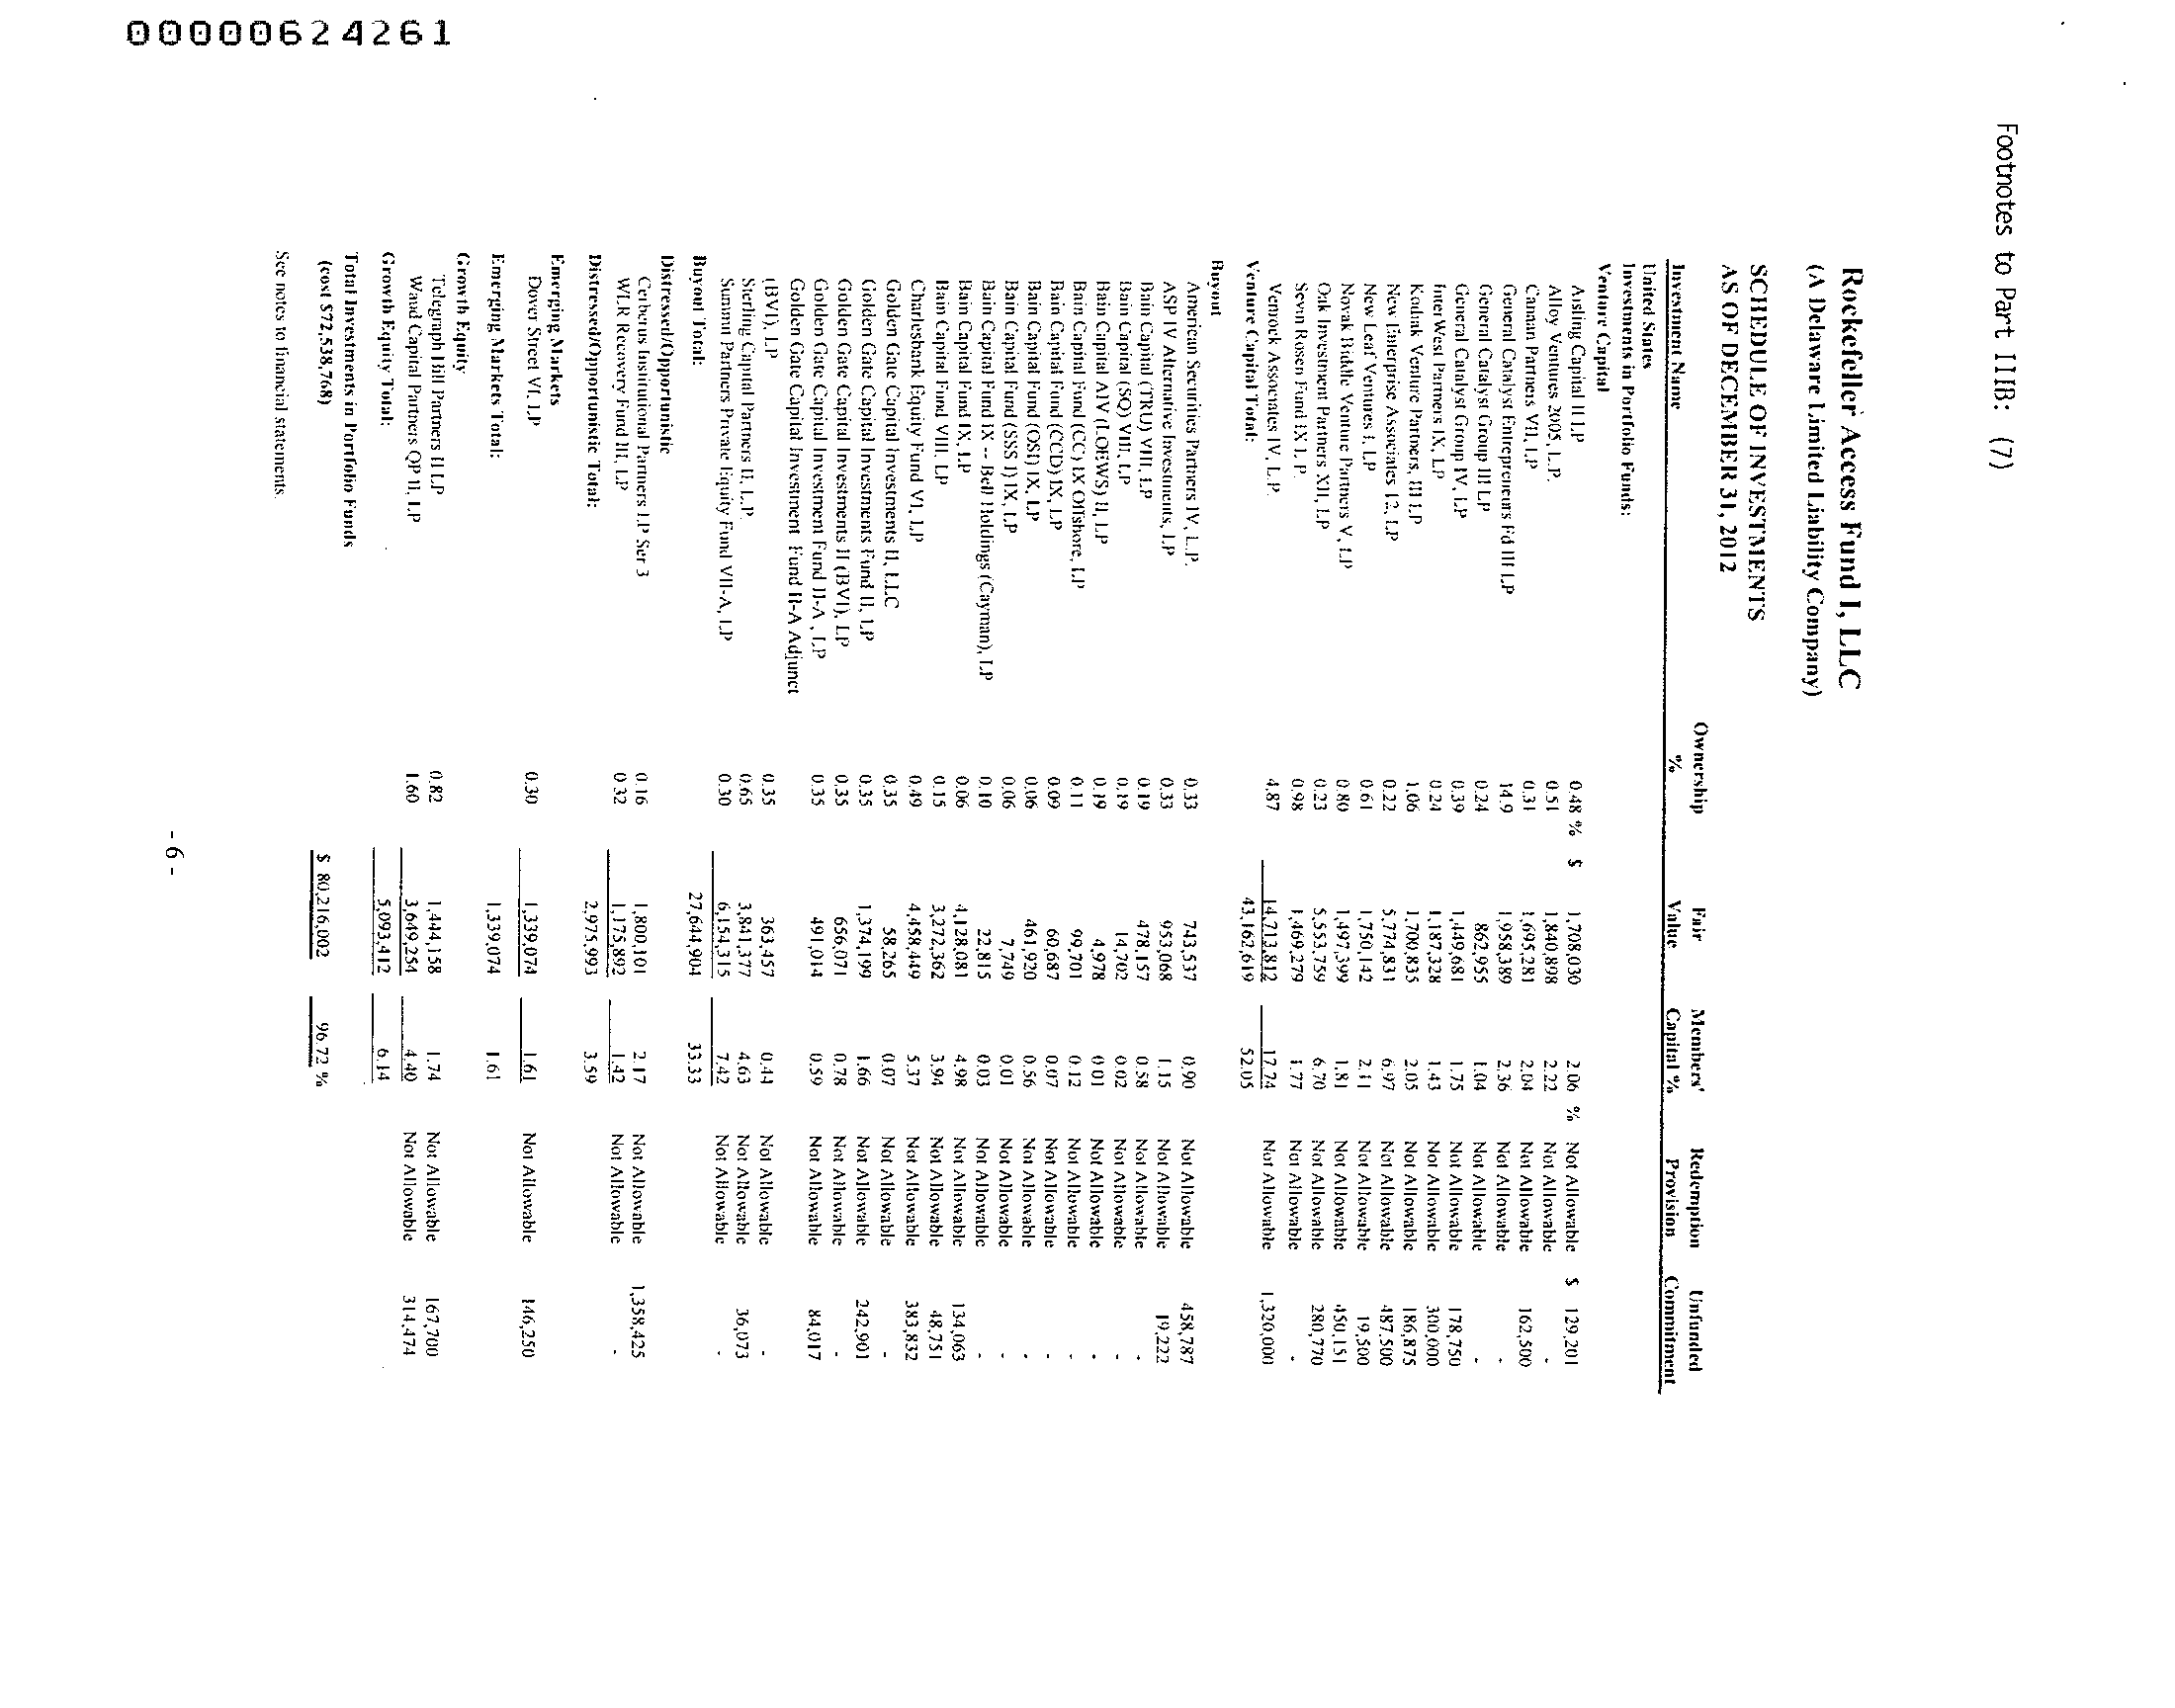 00000624261
Footnotes to Part IIIB: (7)
Rockefeller Access Fund I, LLC
(A Delaware Limited Liability Company)
SCHEDULE OF INVESTMENTS
AS OF DECEMBER 31, 2012
Investment Name Ownership % Fair Value Members' Capital % Redemption Provision Unfunded Commitment
United States
Investments in Portfolio Funds:
Venture Capital
Aisling Capital II LP 0.48 % $ 1,708,030 2.06 % Not Allowable $ 129,201
Alloy Ventures 2005, L.P. 0.51 1,840,898 2.22 Not Allowable -
Canaan Partners VII, LP 0.31 1,695,281 2.04 Not Allowable 162,500
General Catalyst Entrepreneurs Fd III LP 14.9 1,958,389 2.36 Not Allowable -
General Catalyst Group III LP 0.24 862,955 1.04 Not Allowable -
General Catalyst Group IV, LP 0.39 1,449,681 1.75 Not Allowable 178,750
InterWest Partners IX, LP 0.24 1,187,328 1.43 Not Allowable 300,000
Kodiak Venture Partners, III LP 1.06 1,700,835 2.05 Not Allowable 186,875
New Enterprise Associates 12, LP 0.22 5,774,831 6.97 Not Allowable 487,500
New Leaf Ventures I, LP 0.61 1,750,142 2.11 Not Allowable 19,500
Novak Biddle Venture Partners V, LP 0.80 1,497,399 1.81 Not Allowable 450,151
Oak Investment Partners XII, LP 0.23 5,553,759 6.70 Not Allowable 280,770
Sevin Rosen Fund IX L.P. 0.98 1,469,279 1.77 Not Allowable -
Venrock Associates IV, L.P. 4.87 14,713,812 17.74 Not Allowable 1,320,000
Venture Capital Total: 43,162,619 52.05
Buyout
American Securities Partners IV, L.P. 0.33 743,537 0.90 Not Allowable 458,787
ASP IV Alternative Investments, LP 0.33 953,068 1.15 Not Allowable 19,222
Bain Capital (TRU) VIII, LP 0.19 478,157 0.58 Not Allowable -
Bain Capital (SQ) VIII, LP 0.19 14,702 0.02 Not Allowable -
Bain Capital AIV (LOEWS) II, LP 0.19 4,978 0.01 Not Allowable -
Bain Capital Fund (CC) IX Offshore, LP 0.11 99,701 0.12 Not Allowable -
Bain Capital Fund (CCD) IX, LP 0.09 60,687 0.07 Not Allowable -
Bain Capital Fund (OSI) IX, LP 0.06 461,920 0.56 Not Allowable -
Bain Capital Fund (SSS I) IX, LP 0.06 7,749 0.01 Not Allowable -
Bain Capital Fund IX -- Bell Holdings (Cayman), LP 0.10 22,815 0.03 Not Allowable -
Bain Capital Fund IX, LP 0.06 4,128,081 4.98 Not Allowable 134,063
Bain Capital Fund VIII, LP 0.15 3,272,362 3.94 Not Allowable 48,751
Charlesbank Equity Fund VI, LP 0.49 4,458,449 5.37 Not Allowable 383,832
Golden Gate Capital Investments II, LLC 0.35 58,265 0.07 Not Allowable -
Golden Gate Capital Investments Fund II, LP 0.35 1,374,199 1.66 Not Allowable 242,901
Golden Gate Capital Investments II (BVI), LP 0.35 656,071 0.78 Not Allowable -
Golden Gate Capital Investment Fund II-A, LP 0.35 491,014 0.59 Not Allowable 84,017
Golden Gate Capital Investment Fund II-A Adjunct
(BVI), LP 0.35 363,457 0.44 Not Allowable -
Sterling Capital Partners II, L.P. 0.65 3,841,377 4.63 Not Allowable 36,073
Summit Partners Private Equity Fund VII-A, LP 0.30 6,154,315 7.42 Not Allowable -
Buyout Total: 27,644,904 33.33
Distressed/Opportunistic
Cerberus Institutional Partners LP Ser 3 0.16 1,800,101 2.17 Not Allowable 1,358,425
WLR Recovery Fund III, LP 0.32 1,175,892 1.42 Not Allowable -
Distressed/Opportunistic Total: 2,975,993 3.59
Emerging Markets
Dover Street VI, LP 0.30 1,339,074 1.61 Not Allowable 146,250
Emerging Markets Total: 1,339,074 1.61
Growth Equity
Telegraph Hill Partners II LP 0.82 1,444,158 1.74 Not Allowable 167,700
Waud Capital Partners QP II, LP 1.60 3,649,254 4.40 Not Allowable 314,474
Growth Equity Total: 5,093,412 6.14
Total Investments in Portfolio Funds
(cost $72,538,768) $ 80,216,002 96.72 %
See notes to financial statements.
- 6 -